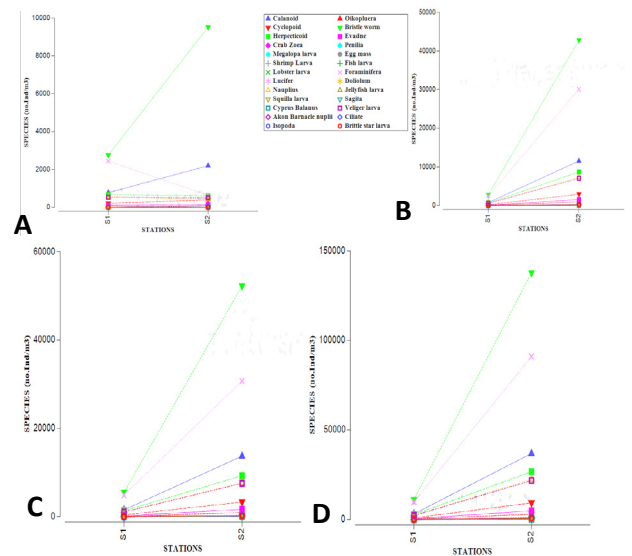 10000
8000
6000
4000
2000
0
SPECIES (no.Ind/m3)
S1
S2
STATIONS
A
Calanoid
Cyclopoid
Herpecticoid
Crab Zoea
Megalopa larva
Shrimp Larva
Lobster larva
Lucifer
Nauplius
Squilla larva
Cyprus Balanus
Akon Barnacle nuplii
Isopoda
Oikopluera
Bristle worm
Evadne
Penilia
Egg mass
Fish larva
Foraminifera
Doliolum
Jellyfish larva
Sagita
Veliger larva
Ciliate
Brittle star larva
50000
40000
30000
20000
10000
0
SPECIES (no.Ind/m3)
S1
S2
STATIONS
B
60000
40000
20000
0
SPECIES (no.Ind/m3)
S1
S2
STATIONS
C
150000
100000
50000
0
SPECIES (no.Ind/m3)
S1
S2
STATIONS
D